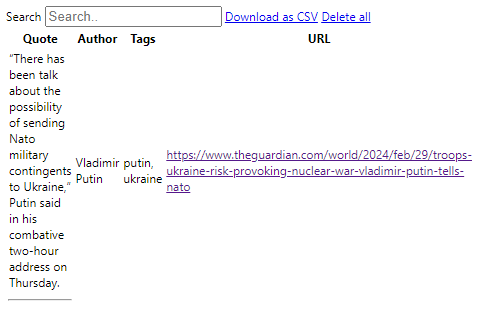 Search Search.. Download as CSV Delete all
Quote Author Tags URL
“There has
been talk
about the
possibility
of sending
Nato
military
contingents
to Ukraine,”
Putin said
in his
combative
two-hour
address on
Thursday.
Vladimir
Putin
putin,
ukraine
https://www.theguardian.com/world/2024/feb/29/troops-
ukraine-risk-provoking-nuclear-war-vladimir-putin-tells-
nato